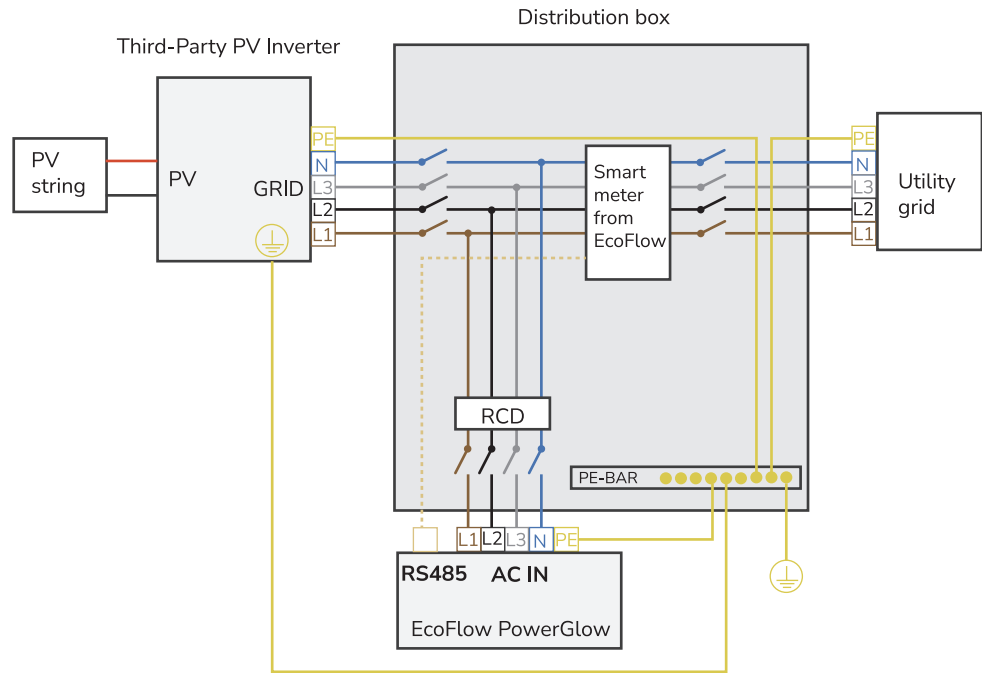 Distribution box
Third-Party PV Inverter
PV
string
PV
GRID
PE
N
L3
L2
L1
Smart
meter
from
EcoFlow
PE
N
L3
L2
L1
Utility
grid
RCD
PE-BAR
L1 L2 L3 N PE
RS485 AC IN
EcoFlow PowerGlow